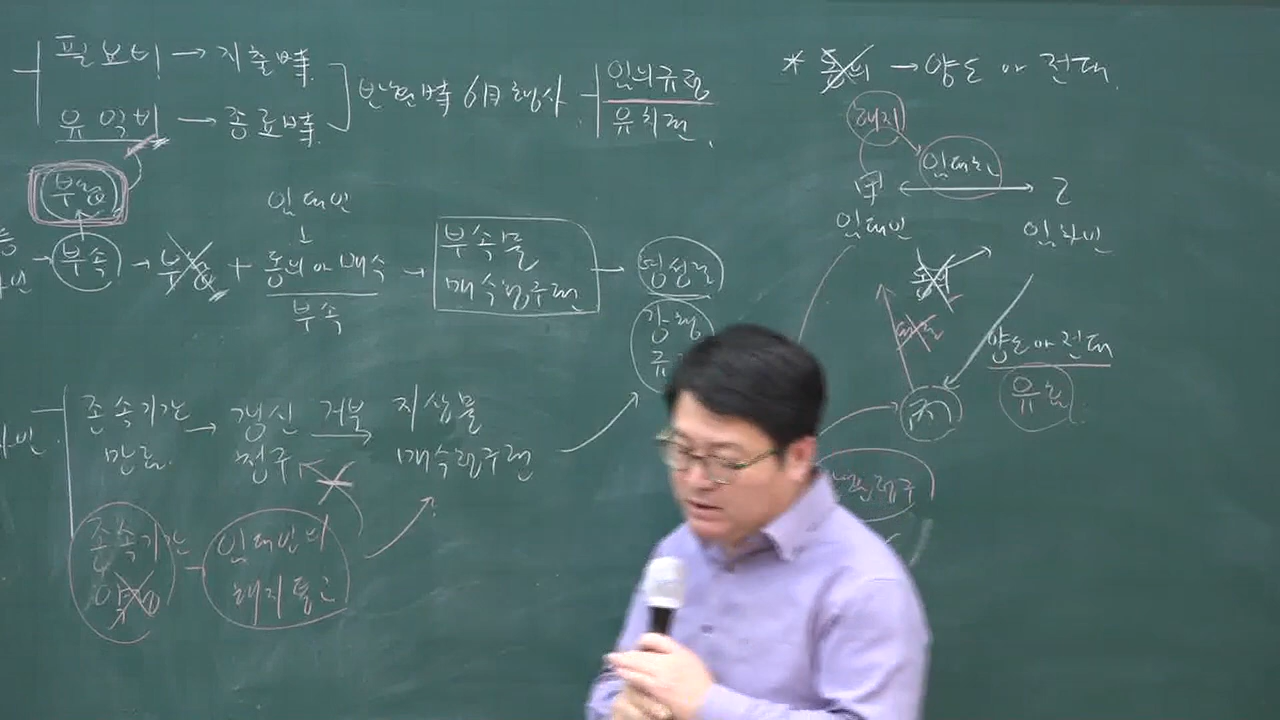 필요비 → 지출時.
유익비 → 종료時.
반환時 6月 행사
임의규정
유치권.
부합
부속 → + 동의 or 매수
임대인
↓
부속
→ 부속물
매수청구권
형성권
강행
존속기간
만료. → 갱신
청구 거부 → 지상물
매수청구권
존속기간
임대인의
해지통고
* 동의 → 양도 or 전대.
해지
임대차
甲 ↔ 乙
임대인 임차인
동의
양도 or 전대
유효
丙